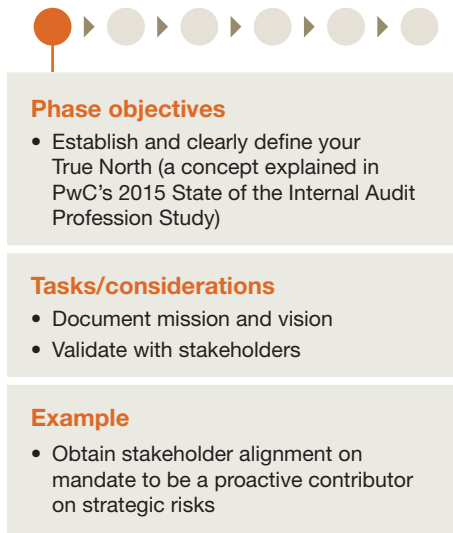 Phase objectives
• Establish and clearly define your
True North (a concept explained in
PwC’s 2015 State of the Internal Audit
Profession Study)
Tasks/considerations
• Document mission and vision
• Validate with stakeholders
Example
• Obtain stakeholder alignment on
mandate to be a proactive contributor
on strategic risks